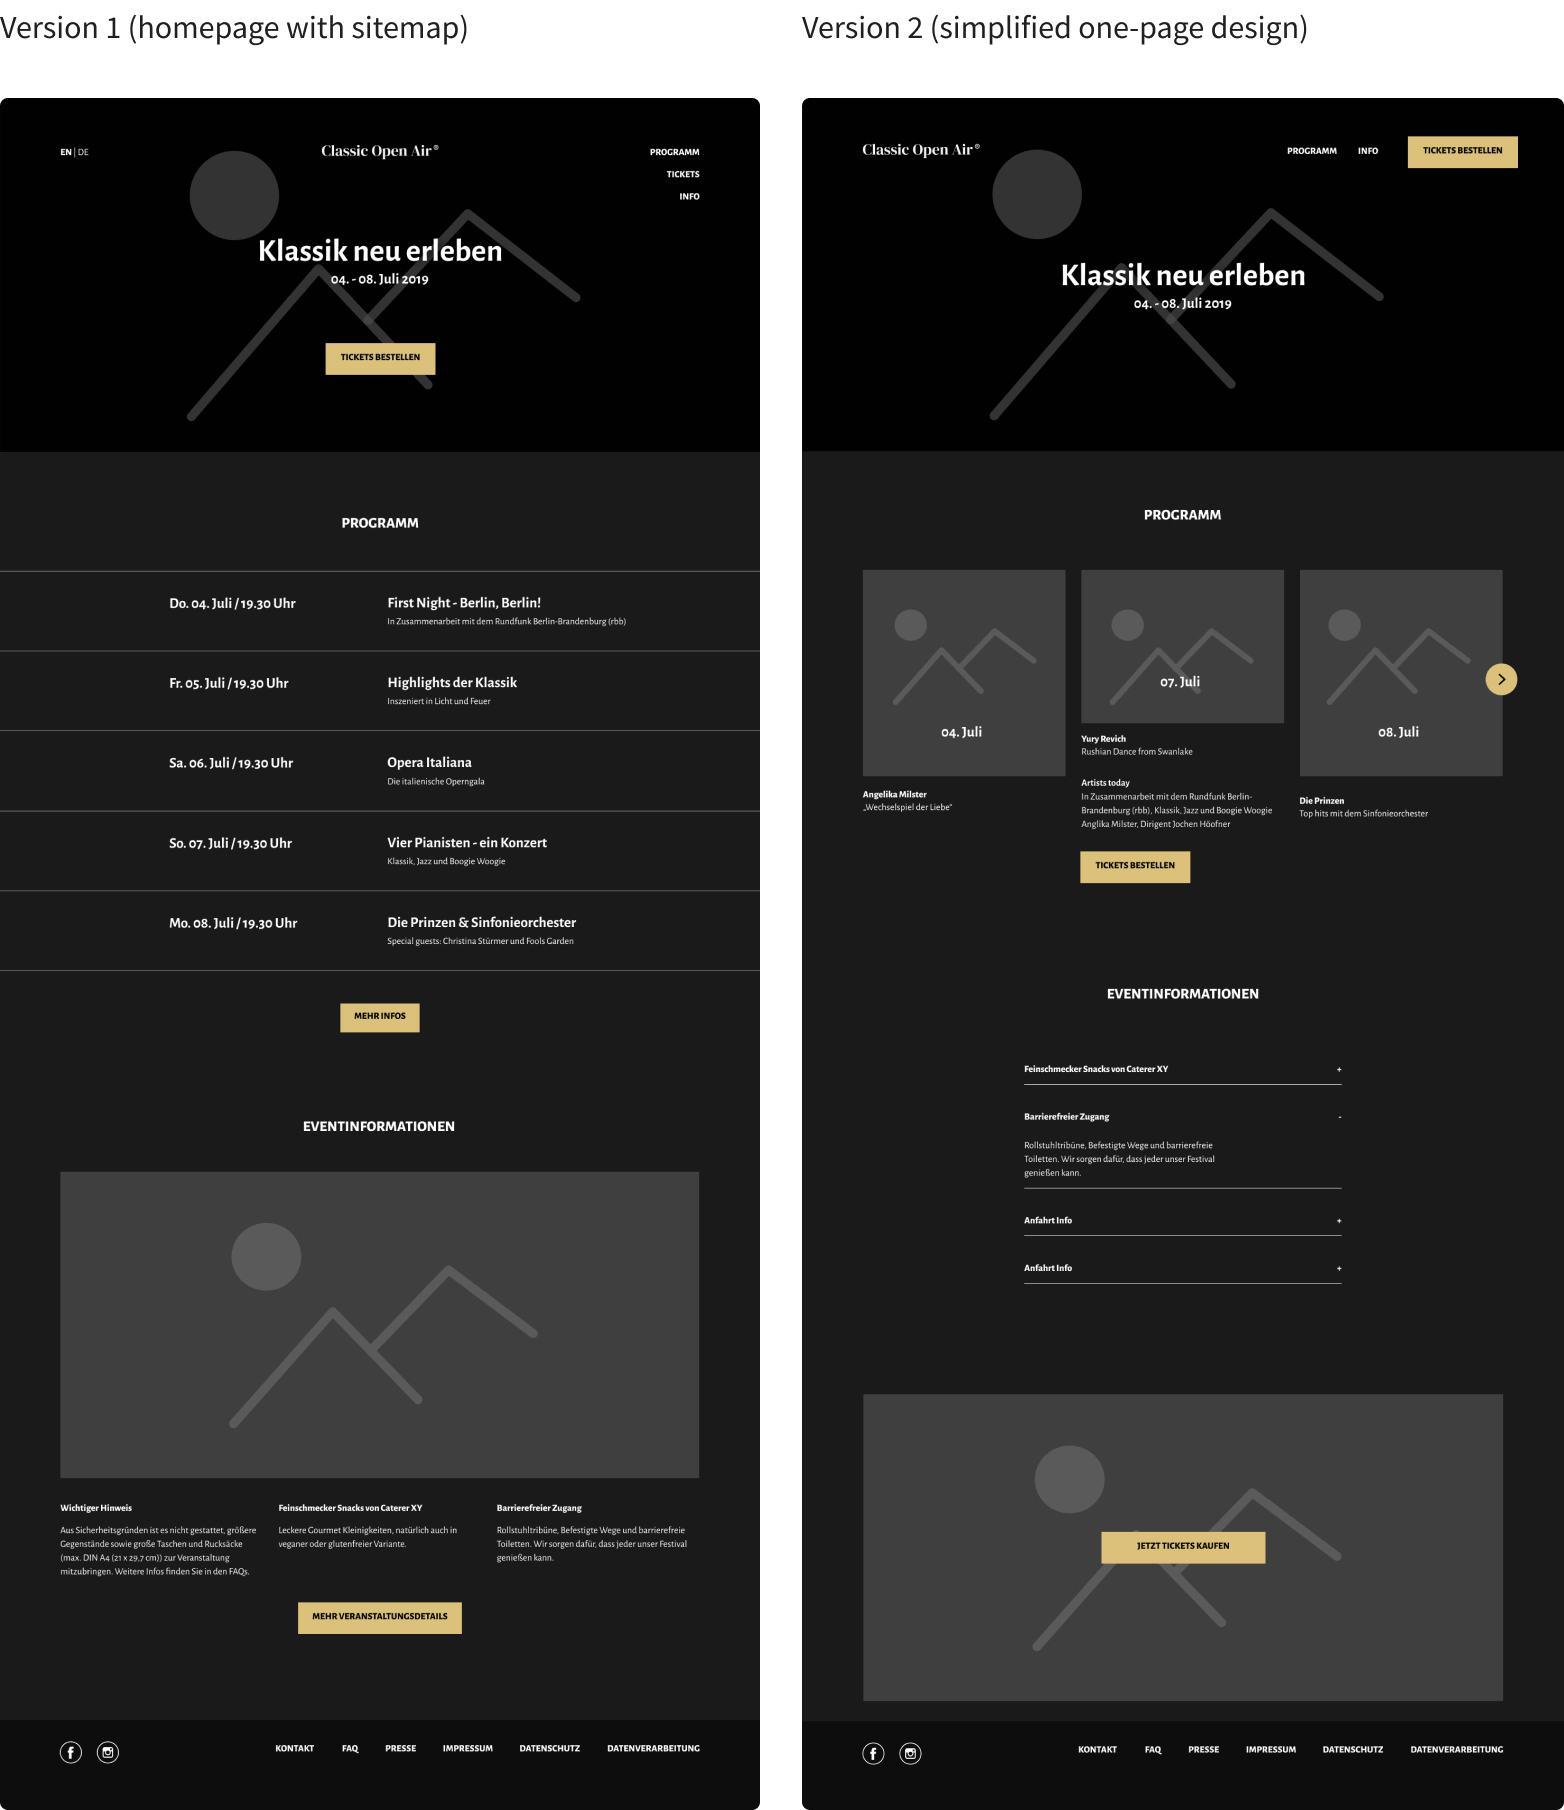 Version 1 (homepage with sitemap)
EN | DE
Classic Open Air®
PROGRAMM
TICKETS
INFO
Klassik neu erleben
04. - 08. Juli 2019
TICKETS BESTELLEN
PROGRAMM
Do. 04. Juli / 19.30 Uhr
First Night - Berlin, Berlin!
In Zusammenarbeit mit dem Rundfunk Berlin-Brandenburg (rbb)
Fr. 05. Juli / 19.30 Uhr
Highlights der Klassik
Inszeniert in Licht und Feuer
Sa. 06. Juli / 19.30 Uhr
Opera Italiana
Die italienische Operngala
So. 07. Juli / 19.30 Uhr
Vier Pianisten - ein Konzert
Klassik, Jazz und Boogie Woogie
Mo. 08. Juli / 19.30 Uhr
Die Prinzen & Sinfonieorchester
Special guests: Christina Stürmer und Fools Garden
MEHR INFOS
EVENTINFORMATIONEN
Wichtiger Hinweis
Aus Sicherheitsgründen ist es nicht gestattet, größere
Gegenstände sowie große Taschen und Rucksäcke
(max. DIN A4 (21 x 29,7 cm)) zur Veranstaltung
mitzubringen. Weitere Infos finden Sie in den FAQs.
Feinschmecker Snacks von Caterer XY
Leckere Gourmet Kleinigkeiten, natürlich auch in
veganer oder glutenfreier Variante.
Barrierefreier Zugang
Rollstuhltribüne, Befestigte Wege und barrierefreie
Toiletten. Wir sorgen dafür, dass jeder unser Festival
genießen kann.
MEHR VERANSTALTUNGSDETAILS
KONTAKT FAQ PRESSE IMPRESSUM DATENSCHUTZ DATENVERARBEITUNG
Version 2 (simplified one-page design)
Classic Open Air®
PROGRAMM INFO TICKETS BESTELLEN
Klassik neu erleben
04. - 08. Juli 2019
PROGRAMM
04. Juli
Angelika Milster
„Wechselspiel der Liebe“
07. Juli
Yury Revich
Rushian Dance from Swanlake
Artists today
In Zusammenarbeit mit dem Rundfunk Berlin-
Brandenburg (rbb), Klassik, Jazz und Boogie Woogie
Anglika Milster, Dirigent Jochen Höofner
TICKETS BESTELLEN
08. Juli
Die Prinzen
Top hits mit dem Sinfonieorchester
EVENTINFORMATIONEN
Feinschmecker Snacks von Caterer XY +
Barrierefreier Zugang -
Rollstuhltribüne, Befestigte Wege und barrierefreie
Toiletten. Wir sorgen dafür, dass jeder unser Festival
genießen kann.
Anfahrt Info +
Anfahrt Info +
JETZT TICKETS KAUFEN
KONTAKT FAQ PRESSE IMPRESSUM DATENSCHUTZ DATENVERARBEITUNG